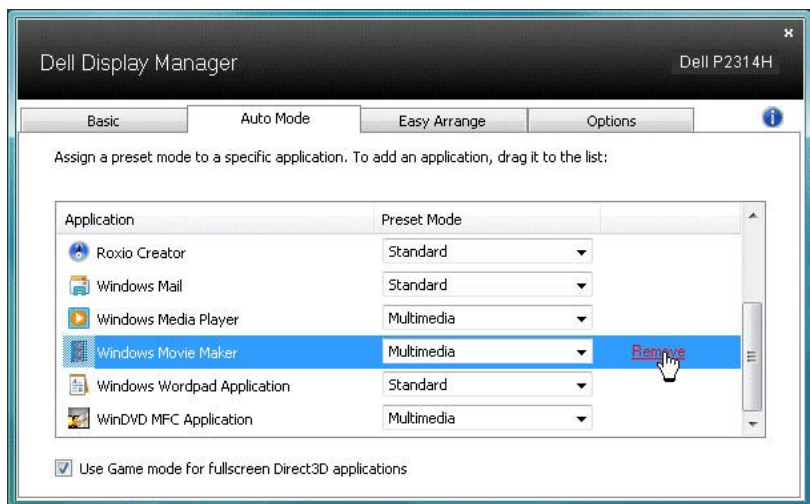 x
Dell Display Manager
Dell P2314H
Basic Auto Mode Easy Arrange Options i
Assign a preset mode to a specific application. To add an application, drag it to the list:
Application Preset Mode
Roxio Creator Standard
Windows Mail Standard
Windows Media Player Multimedia
Windows Movie Maker Multimedia Remove
Windows Wordpad Application Standard
WinDVD MFC Application Multimedia
Use Game mode for fullscreen Direct3D applications